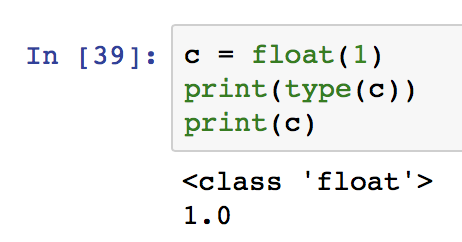 In [39]: c = float(1)
print(type(c))
print(c)
<class 'float'>
1.0